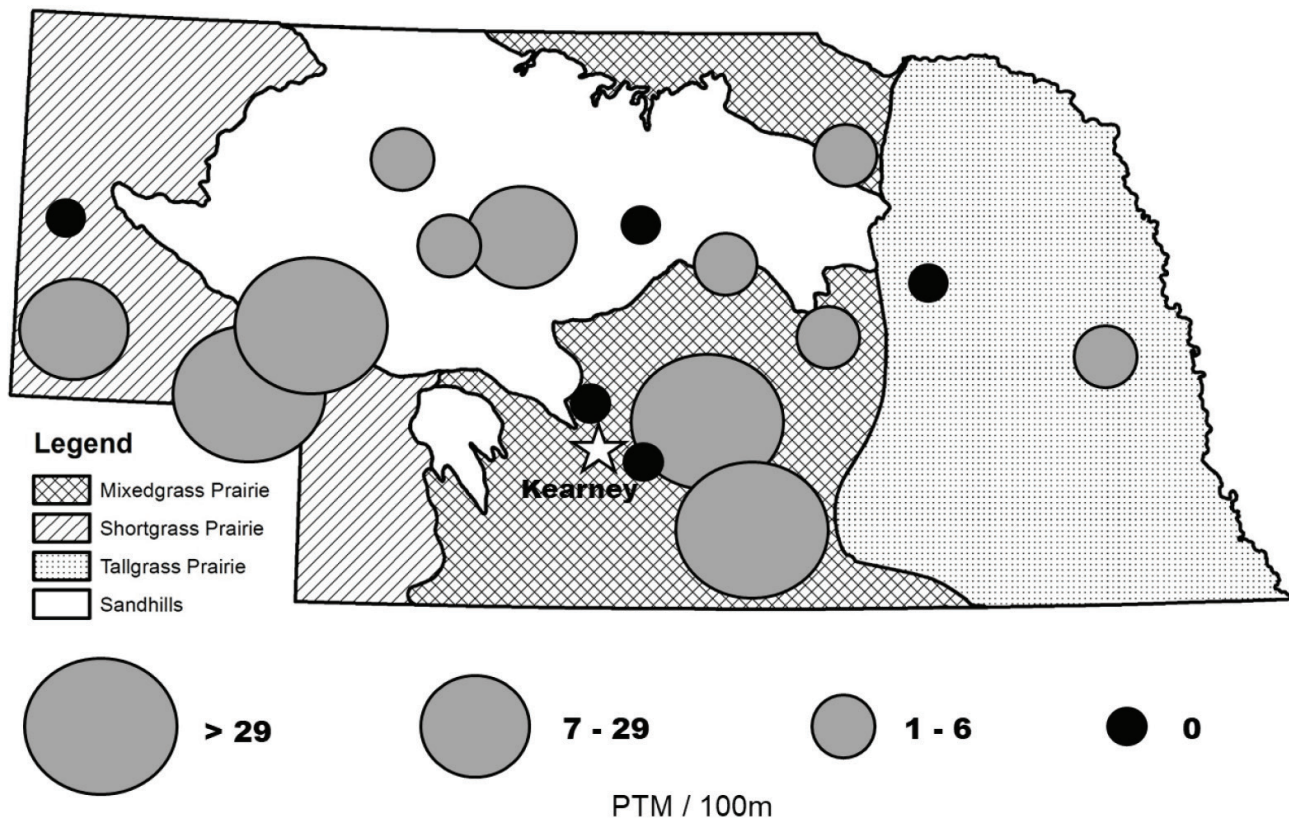 Kearney
Legend
Mixedgrass Prairie
Shortgrass Prairie
Tallgrass Prairie
Sandhills
> 29
7 - 29
1 - 6
0
PTM / 100m